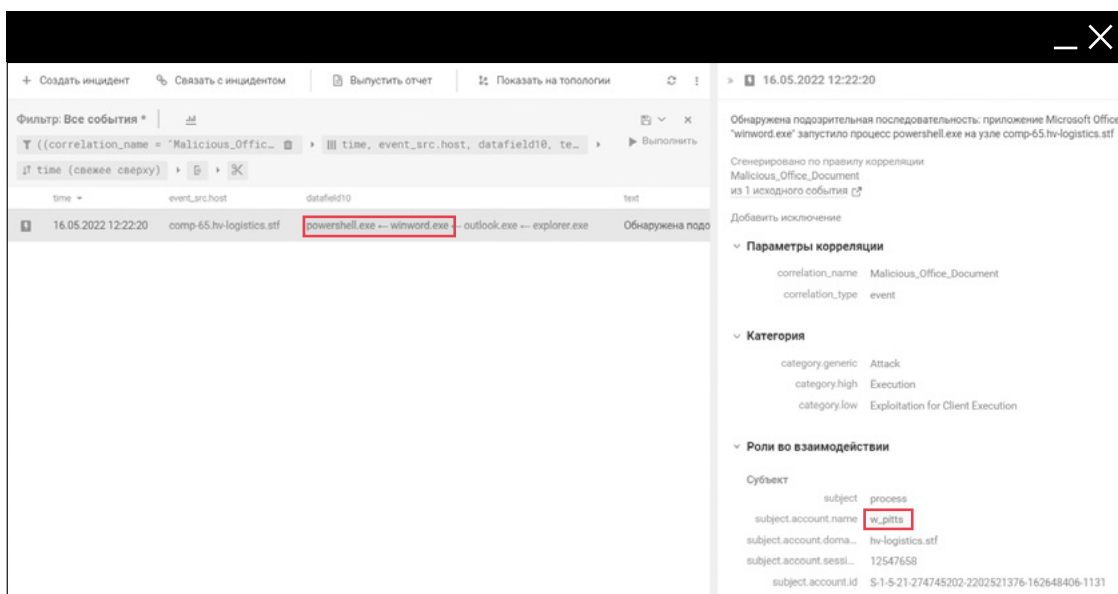 + Создать инцидент Связать с инцидентом Выпустить отчет Показать на топологии
Фильтр: Все события *
((correlation_name = "Malicious_Offic… time, event_src.host, datafield10, te… Выполнить
time (свежее сверху)
time event_src.host datafield10 text
16.05.2022 12:22:20 comp-65.hv-logistics.stf powershell.exe ← winword.exe ← outlook.exe ← explorer.exe Обнаружена подо
» 16.05.2022 12:22:20
Обнаружена подозрительная последовательность: приложение Microsoft Office
"winword.exe" запустило процесс powershell.exe на узле comp-65.hv-logistics.stf
Сгенерировано по правилу корреляции
Malicious_Office_Document
из 1 исходного события
Добавить исключение
Параметры корреляции
correlation_name Malicious_Office_Document
correlation_type event
Категория
category.generic Attack
category.high Execution
category.low Exploitation for Client Execution
Роли во взаимодействии
Субъект
subject process
subject.account.name w_pitts
subject.account.doma… hv-logistics.stf
subject.account.sessi… 12547658
subject.account.id S-1-5-21-274745202-2202521376-162648406-1131